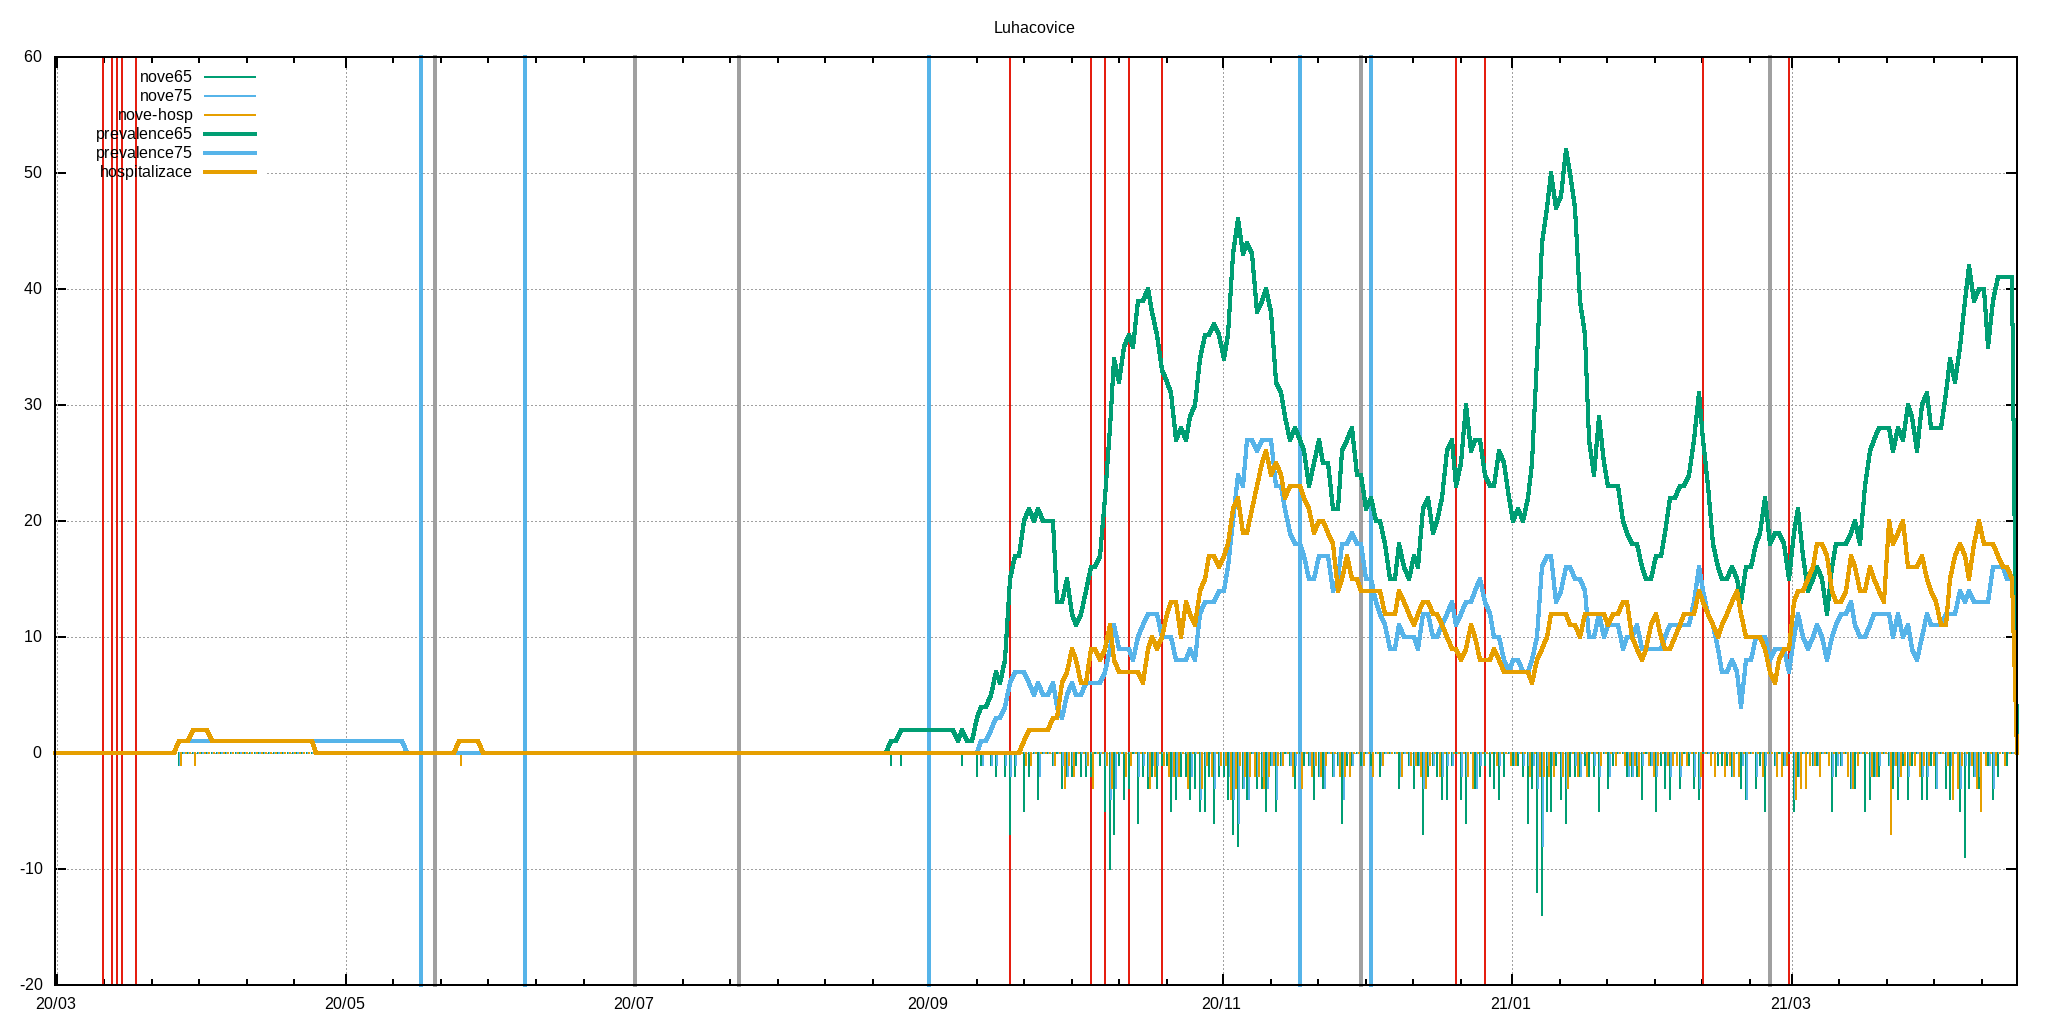 Luhacovice
60
50
40
30
20
10
0
-10
-20
nove65
nove75
nove-hosp
prevalence65
prevalence75
hospitalizace
20/03 20/05 20/07 20/09 20/11 21/01 21/03